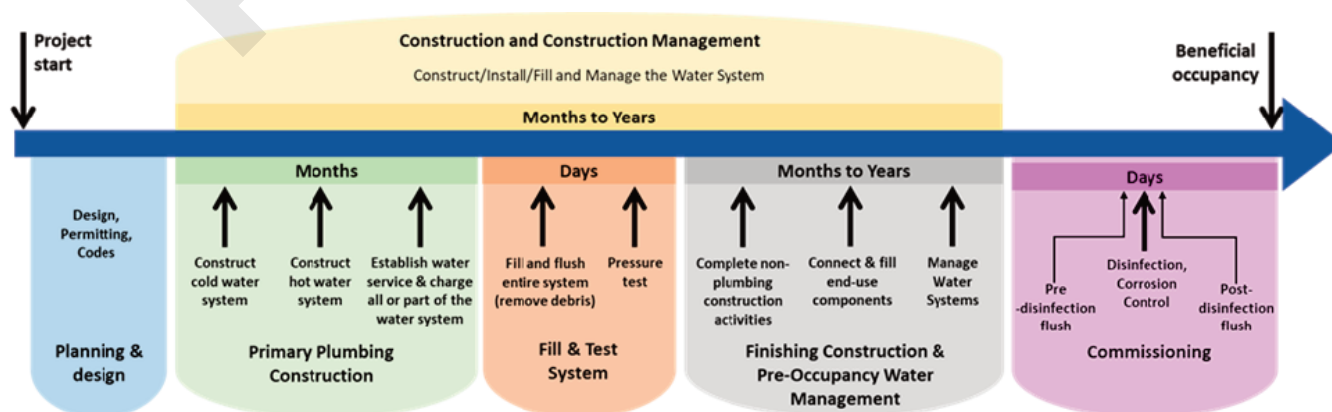 Project
start
Construction and Construction Management
Construct/Install/Fill and Manage the Water System
Months to Years
Beneficial
occupancy
Design,
Permitting,
Codes
Planning &
design
Months
Construct
cold water
system
Construct
hot water
system
Establish water
service & charge
all or part of the
water system
Primary Plumbing
Construction
Days
Fill and flush
entire system
(remove debris)
Pressure
test
Fill & Test
System
Months to Years
Complete non-
plumbing
construction
activities
Connect & fill
end-use
components
Manage
Water
Systems
Finishing Construction &
Pre-Occupancy Water
Management
Days
Pre
-disinfection
flush
Disinfection,
Corrosion
Control
Post-
disinfection
flush
Commissioning